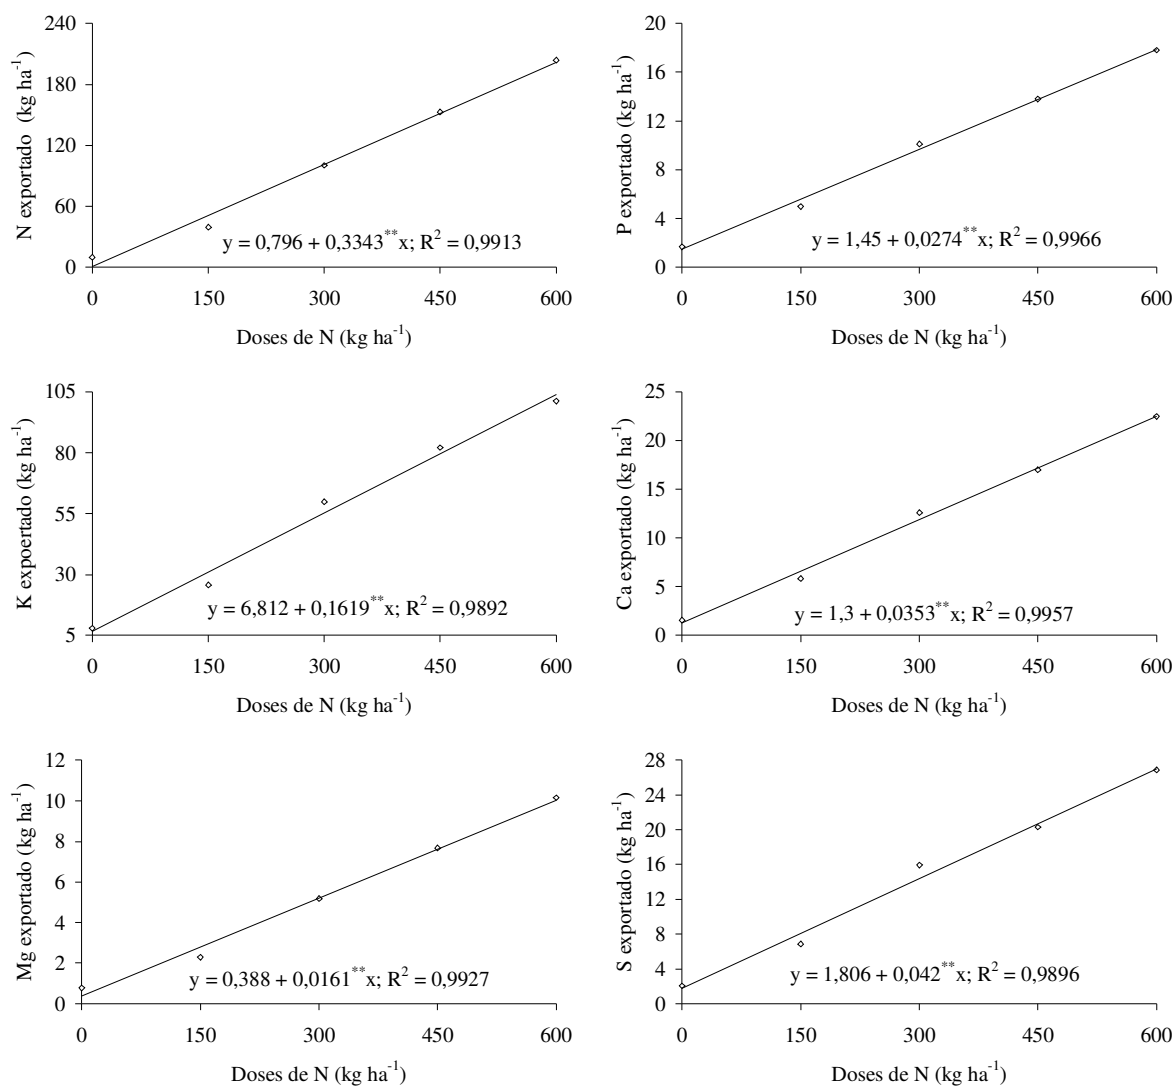 240
180
120
60
0
N exportado (kg ha⁻¹)
y = 0,796 + 0,3343**x; R² = 0,9913
0 150 300 450 600
Doses de N (kg ha⁻¹)
20
16
12
8
4
0
P exportado (kg ha⁻¹)
y = 1,45 + 0,0274**x; R² = 0,9966
0 150 300 450 600
Doses de N (kg ha⁻¹)
105
80
55
30
5
K expoertado (kg ha⁻¹)
y = 6,812 + 0,1619**x; R² = 0,9892
0 150 300 450 600
Doses de N (kg ha⁻¹)
25
20
15
10
5
0
Ca exportado (kg ha⁻¹)
y = 1,3 + 0,0353**x; R² = 0,9957
0 150 300 450 600
Doses de N (kg ha⁻¹)
12
10
8
6
4
2
0
Mg exportado (kg ha⁻¹)
y = 0,388 + 0,0161**x; R² = 0,9927
0 150 300 450 600
Doses de N (kg ha⁻¹)
28
24
20
16
12
8
4
0
S exportado (kg ha⁻¹)
y = 1,806 + 0,042**x; R² = 0,9896
0 150 300 450 600
Doses de N (kg ha⁻¹)